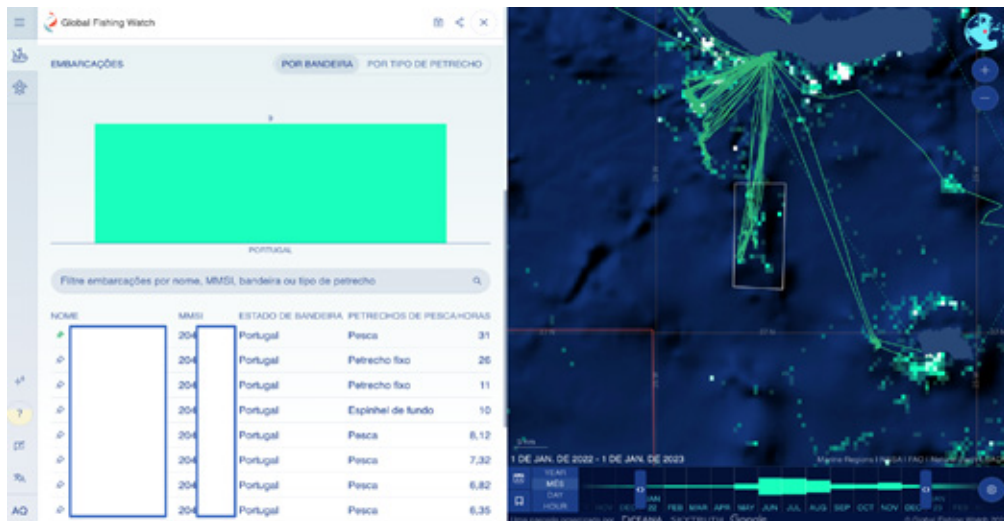 Global Fishing Watch
EMBARCAÇÕES
POR BANDEIRA POR TIPO DE PETRECHO
PORTUGAL
Filtre embarcações por nome, MMSI, bandeira ou tipo de petrecho
NOME MMSI ESTADO DE BANDEIRA PETRECHOS DE PESCA HORAS
204 Portugal Pesca 31
204 Portugal Petrecho fixo 26
204 Portugal Petrecho fixo 11
204 Portugal Espinhel de fundo 10
204 Portugal Pesca 8,12
204 Portugal Pesca 7,32
204 Portugal Pesca 6,82
204 Portugal Pesca 6,35
?
AQ
1 DE JAN. DE 2022 - 1 DE JAN. DE 2023
YEAR
MÊS
DAY
HOUR
NOV DEC JAN FEB MAR APR MAY JUN JUL AUG SEP OCT NOV DEC
22
OCEANA SKYTRUTH Google